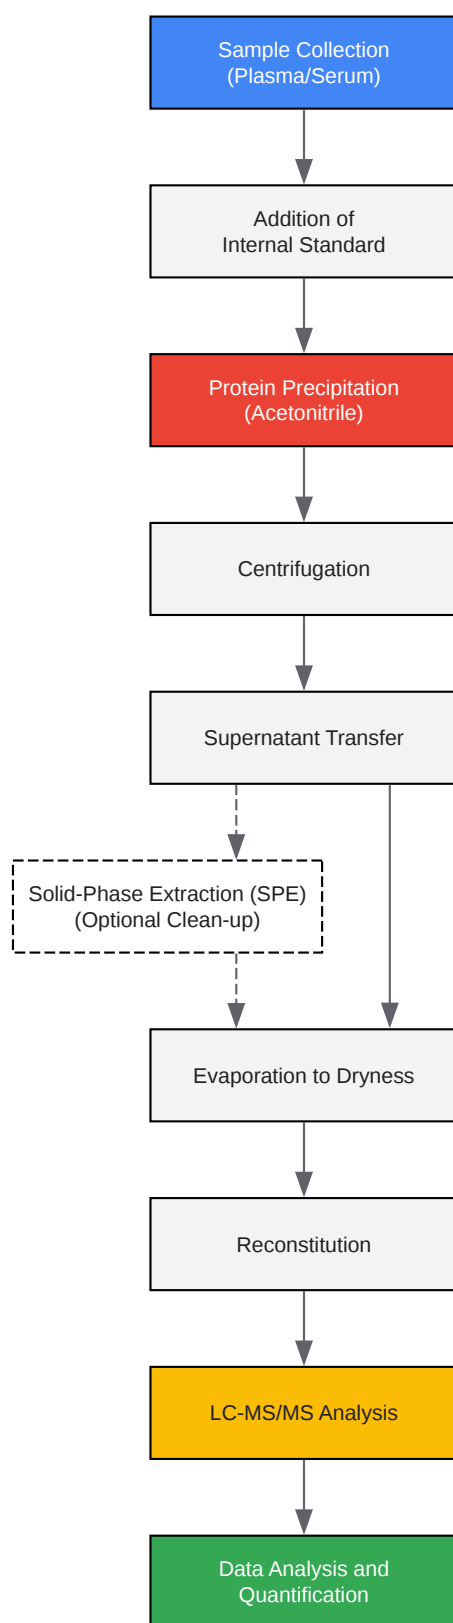 Sample Collection
(Plasma/Serum)
Addition of
Internal Standard
Protein Precipitation
(Acetonitrile)
Centrifugation
Supernatant Transfer
Solid-Phase Extraction (SPE)
(Optional Clean-up)
Evaporation to Dryness
Reconstitution
LC-MS/MS Analysis
Data Analysis and
Quantification